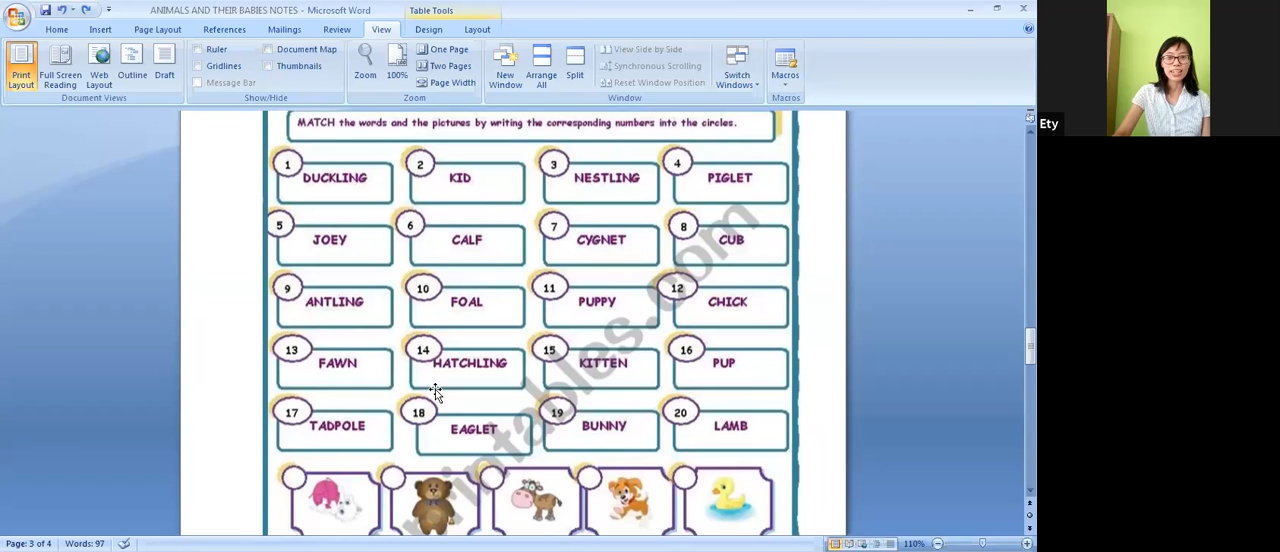 ANIMALS AND THEIR BABIES NOTES - Microsoft Word
Table Tools
Home Insert Page Layout References Mailings Review View Design Layout
Print Layout
Full Screen Reading
Web Layout
Outline
Draft
Document Views
Ruler
Gridlines
Message Bar
Document Map
Thumbnails
Show/Hide
Zoom
100%
One Page
Two Pages
Page Width
Zoom
New Window
Arrange All
Split
View Side by Side
Synchronous Scrolling
Reset Window Position
Window
Switch Windows
Macros
Macros
Ety
MATCH the words and the pictures by writing the corresponding numbers into the circles.
1 DUCKLING 2 KID 3 NESTLING 4 PIGLET
5 JOEY 6 CALF 7 CYGNET 8 CUB
9 ANTLING 10 FOAL 11 PUPPY 12 CHICK
13 FAWN 14 HATCHLING 15 KITTEN 16 PUP
17 TADPOLE 18 EAGLET 19 BUNNY 20 LAMB
printables.com
Page: 3 of 4 Words: 97 110%